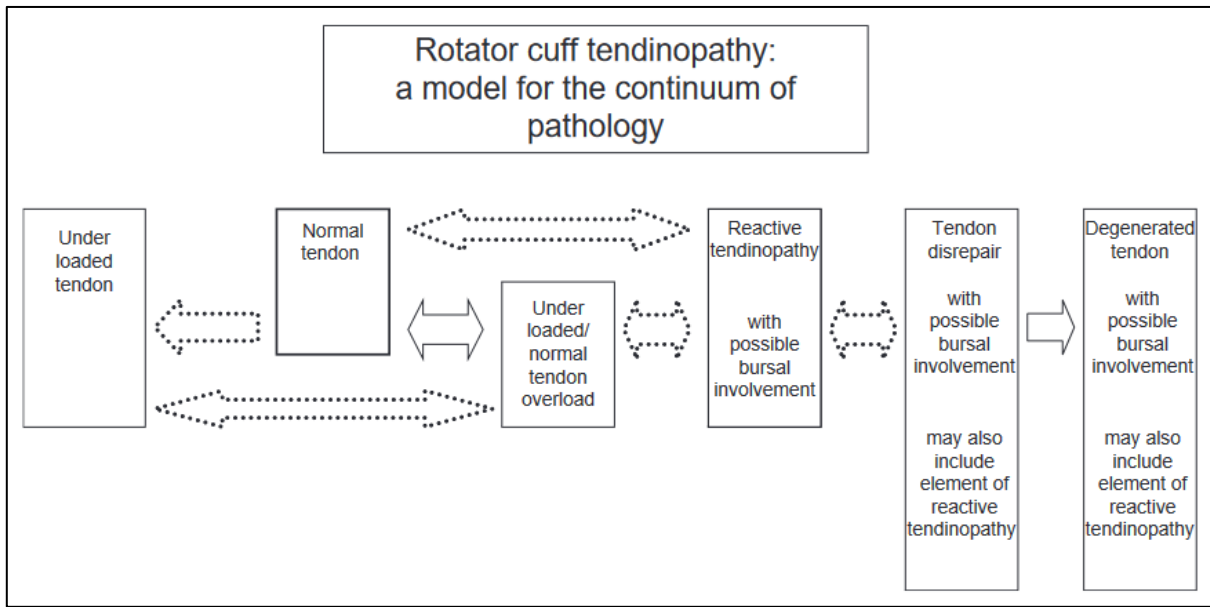 Rotator cuff tendinopathy:
a model for the continuum of
pathology
Under
loaded
tendon
Normal
tendon
Under
loaded/
normal
tendon
overload
Reactive
tendinopathy
with
possible
bursal
involvement
Tendon
disrepair
with
possible
bursal
involvement
may also
include
element of
reactive
tendinopathy
Degenerated
tendon
with
possible
bursal
involvement
may also
include
element of
reactive
tendinopathy